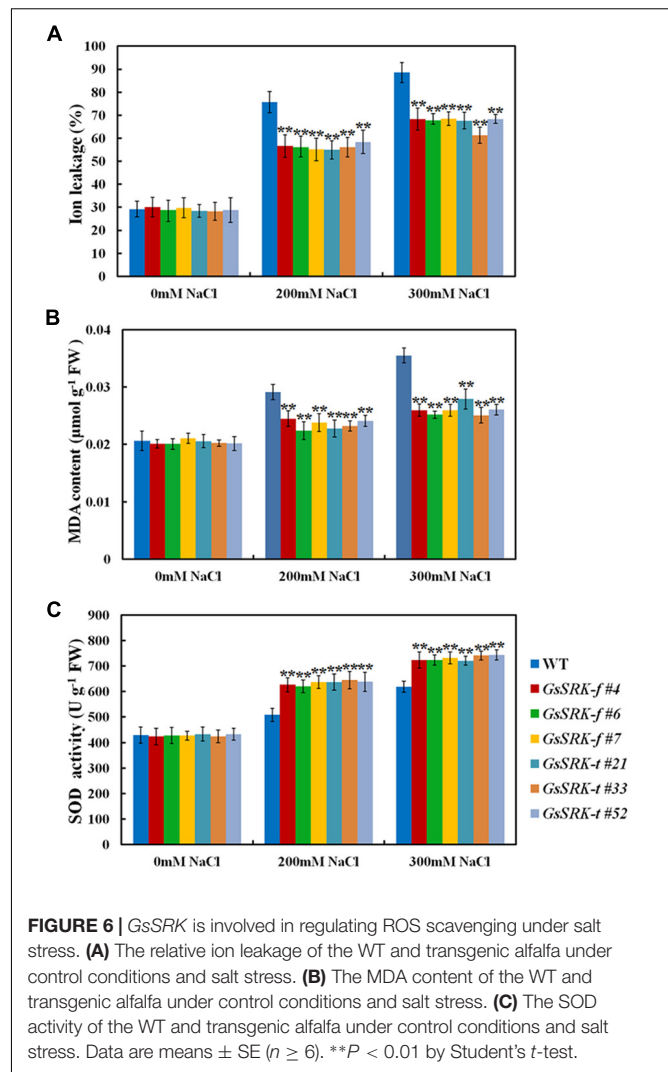 A
Ion leakage (%)
100
90
80
70
60
50
40
30
20
10
0
** ** ** ** ** **
** ** ** ** ** **
0mM NaCl 200mM NaCl 300mM NaCl
B
MDA content (μmol g-1 FW)
0.04
0.03
0.02
0.01
0
** ** ** ** ** **
** ** ** ** ** **
0mM NaCl 200mM NaCl 300mM NaCl
C
SOD activity (U g-1 FW)
900
800
700
600
500
400
300
200
100
0
** ** ** ** ** **
** ** ** ** ** **
0mM NaCl 200mM NaCl 300mM NaCl
WT
GsSRK-f #4
GsSRK-f #6
GsSRK-f #7
GsSRK-t #21
GsSRK-t #33
GsSRK-t #52
FIGURE 6 | GsSRK is involved in regulating ROS scavenging under salt
stress. (A) The relative ion leakage of the WT and transgenic alfalfa under
control conditions and salt stress. (B) The MDA content of the WT and
transgenic alfalfa under control conditions and salt stress. (C) The SOD
activity of the WT and transgenic alfalfa under control conditions and salt
stress. Data are means ± SE (n ≥ 6). **P < 0.01 by Student's t-test.